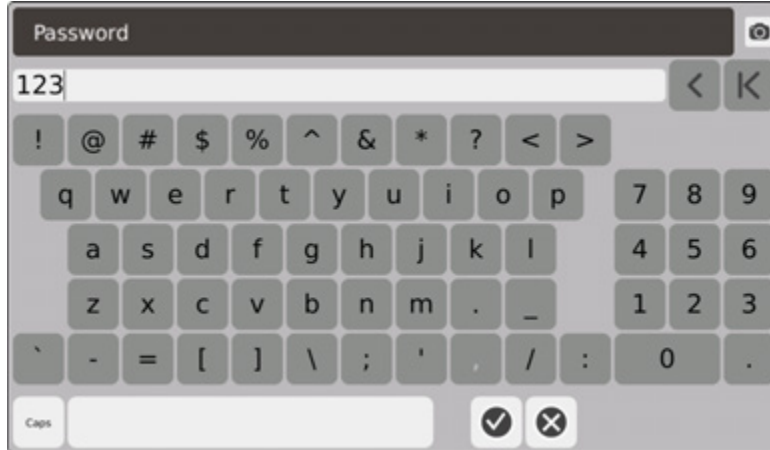 Password
123
! @ # $ % ^ & * ? < >
q w e r t y u i o p 7 8 9
a s d f g h j k l 4 5 6
z x c v b n m . _ 1 2 3
` - = [ ] \ ; ' , / : 0 .
Caps